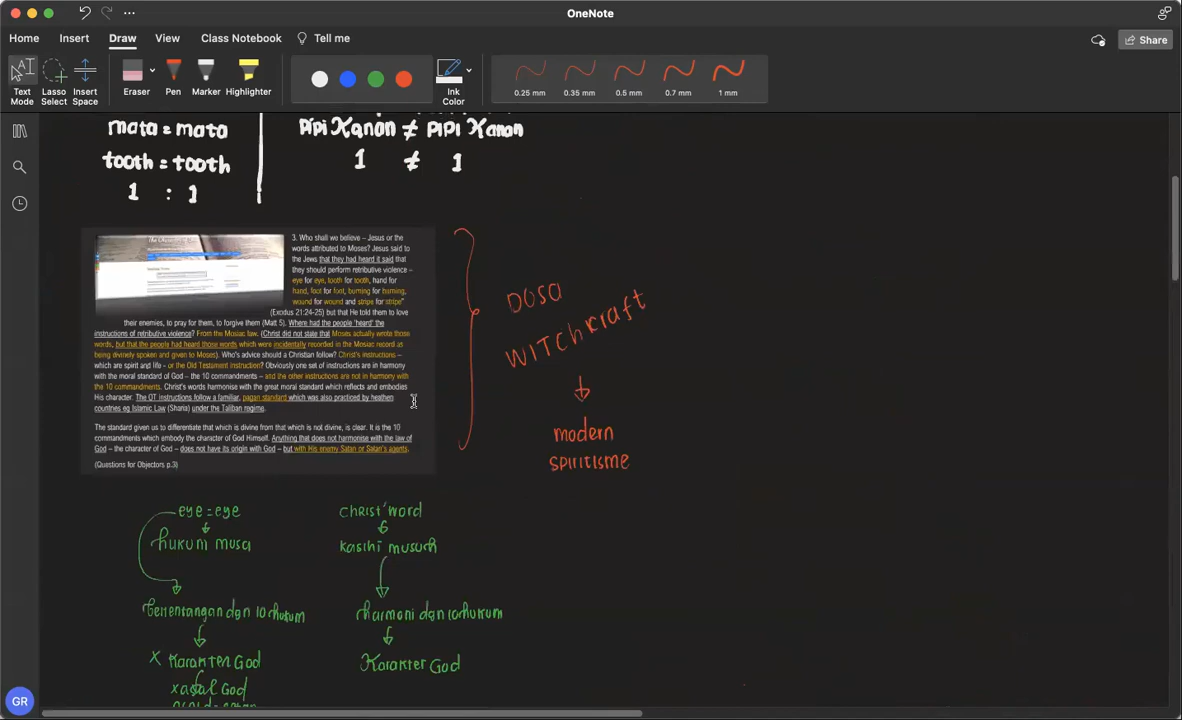 OneNote
Home Insert Draw View Class Notebook Tell me
Share
Text Mode
Lasso Select
Insert Space
Eraser
Pen
Marker
Highlighter
Ink Color
0.25 mm
0.35 mm
0.5 mm
0.7 mm
1 mm
mata = mata
tooth = tooth
1 : 1
Pipi Kanan ≠ PIPI Kanan
1 ≠ 1
3. Who shall we believe – Jesus or the
words attributed to Moses? Jesus said to
the Jews that they had heard it said that
they should perform retributive violence –
eye for eye, tooth for tooth, hand for
hand, foot for foot, burning for burning,
wound for wound and stripe for stripe"
(Exodus 21:24-25) but that He told them to love
their enemies, to pray for them, to forgive them (Matt 5). Where had the people 'heard' the
instructions of retributive violence? From the Mosiac law. (Christ did not state that Moses actually wrote those
words, but that the people had heard those words which were incidentally recorded in the Mosaic record as
being divinely spoken and given to Moses). Who's advice should a Christian follow? Christ's instructions –
which are spirit and life - or the Old Testament instruction? Obviously one set of instructions are in harmony
with the moral standard of God – the 10 commandments – and the other instructions are not in harmony with
the 10 commandments. Christ's words harmonise with the great moral standard which reflects and embodies
His character. The OT instructions follow a familiar, pagan standard which was also practiced by heathen
countries eg Islamic Law (Sharia) under the Taliban regime.
The standard given us to distinguish that which is divine from that which is not divine, is clear. It is the 10
commandments which embody the character of God Himself. Anything that does not harmonise with the law of
God – the character of God – does not have its origin with God – but with His enemy Satan or Satan's agents.
(Questions for Objectors p.3)
DOSA
WITCHKraft
modern
spiritisme
eye = eye
hukum musa
bertentangan dgn 10 hukum
x Karakter God
x asal God
Christ' word
kasihi musuh
harmoni dgn 10 hukum
Karakter God
GR